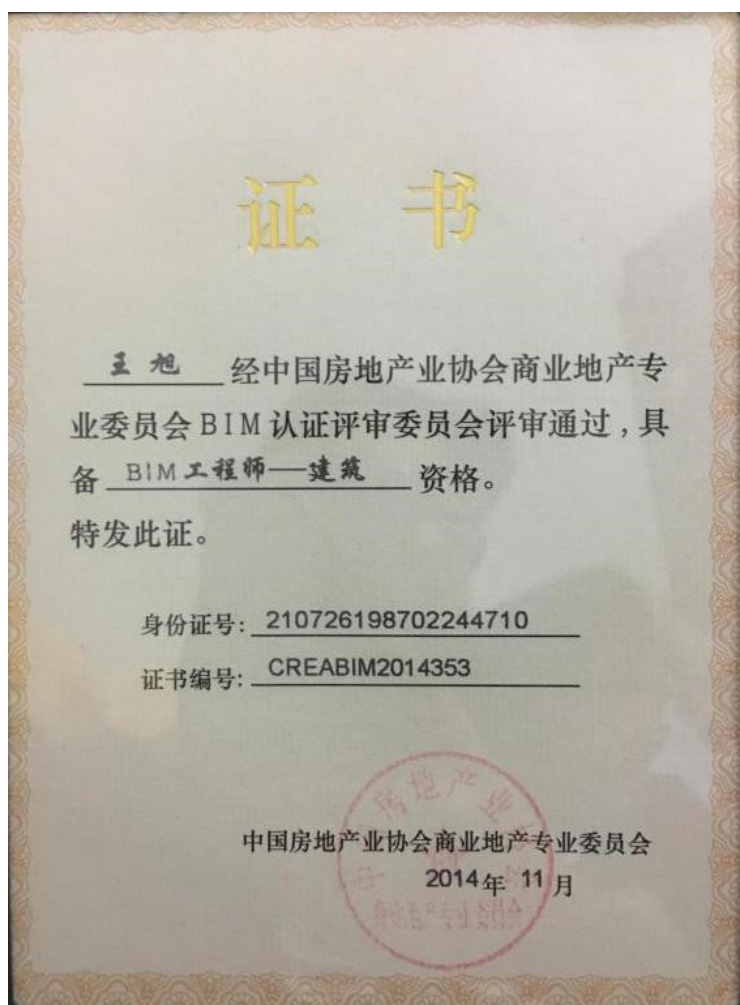 证 书
王旭 经中国房地产业协会商业地产专
业委员会BIM认证评审委员会评审通过,具
备 BIM工程师——建筑 资格。
特发此证。
身份证号: 210726198702244710
证书编号: CREABIM2014353
中国房地产业协会商业地产专业委员会
2014年 11月